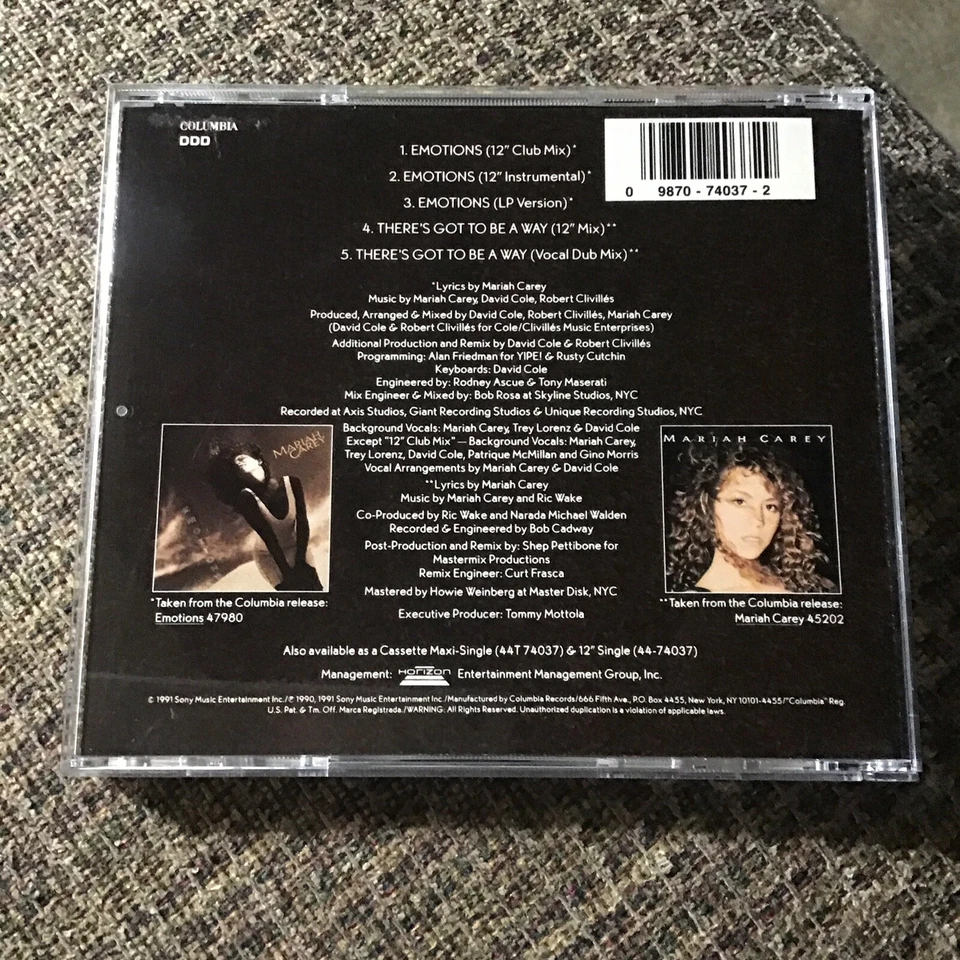 COLUMBIA
DDD
1. EMOTIONS (12" Club Mix)*
2. EMOTIONS (12" Instrumental)*
3. EMOTIONS (LP Version)*
4. THERE'S GOT TO BE A WAY (12" Mix)**
5. THERE'S GOT TO BE A WAY (Vocal Dub Mix)**
0 9870 - 74037 - 2
*Lyrics by Mariah Carey
Music by Mariah Carey, David Cole, Robert Clivillés
Produced, Arranged & Mixed by David Cole, Robert Clivillés, Mariah Carey
(David Cole & Robert Clivillés for Cole/Clivillés Music Enterprises)
Additional Production and Remix by David Cole & Robert Clivillés
Programming: Alan Friedman for YIPE! & Rusty Cutchin
Keyboards: David Cole
Engineered by: Rodney Ascue & Tony Maserati
Mix Engineer & Mixed by: Bob Rosa at Skyline Studios, NYC
Recorded at Axis Studios, Giant Recording Studios & Unique Recording Studios, NYC
Background Vocals: Mariah Carey, Trey Lorenz & David Cole
Except "12" Club Mix" — Background Vocals: Mariah Carey,
Trey Lorenz, David Cole, Patrique McMillan and Gino Morris
Vocal Arrangements by Mariah Carey & David Cole
**Lyrics by Mariah Carey
Music by Mariah Carey and Ric Wake
Co-Produced by Ric Wake and Narada Michael Walden
Recorded & Engineered by Bob Cadway
Post-Production and Remix by: Shep Pettibone for
Mastermix Productions
Remix Engineer: Curt Frasca
Mastered by Howie Weinberg at Master Disk, NYC
Executive Producer: Tommy Mottola
MARIAH
CAREY
*Taken from the Columbia release:
Emotions 47980
MARIAH CAREY
**Taken from the Columbia release:
Mariah Carey 45202
Also available as a Cassette Maxi-Single (44T 74037) & 12" Single (44-74037)
Management: HORIZON Entertainment Management Group, Inc.
© 1991 Sony Music Entertainment Inc./℗ 1990, 1991 Sony Music Entertainment Inc./Manufactured by Columbia Records/666 Fifth Ave., P.O. Box 4455, New York, NY 10101-4455/"Columbia" Reg.
U.S. Pat. & Tm. Off. Marca Registrada./WARNING: All Rights Reserved. Unauthorized duplication is a violation of applicable laws.